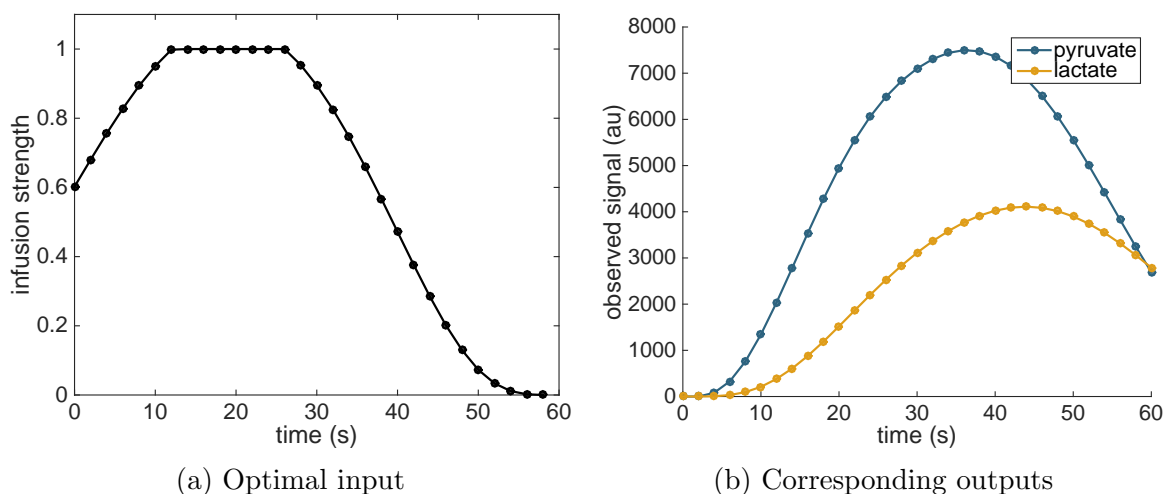 infusion strength
1
0.8
0.6
0.4
0.2
0
0 10 20 30 40 50 60
time (s)
(a) Optimal input
observed signal (au)
8000
7000
6000
5000
4000
3000
2000
1000
0
pyruvate
lactate
0 10 20 30 40 50 60
time (s)
(b) Corresponding outputs